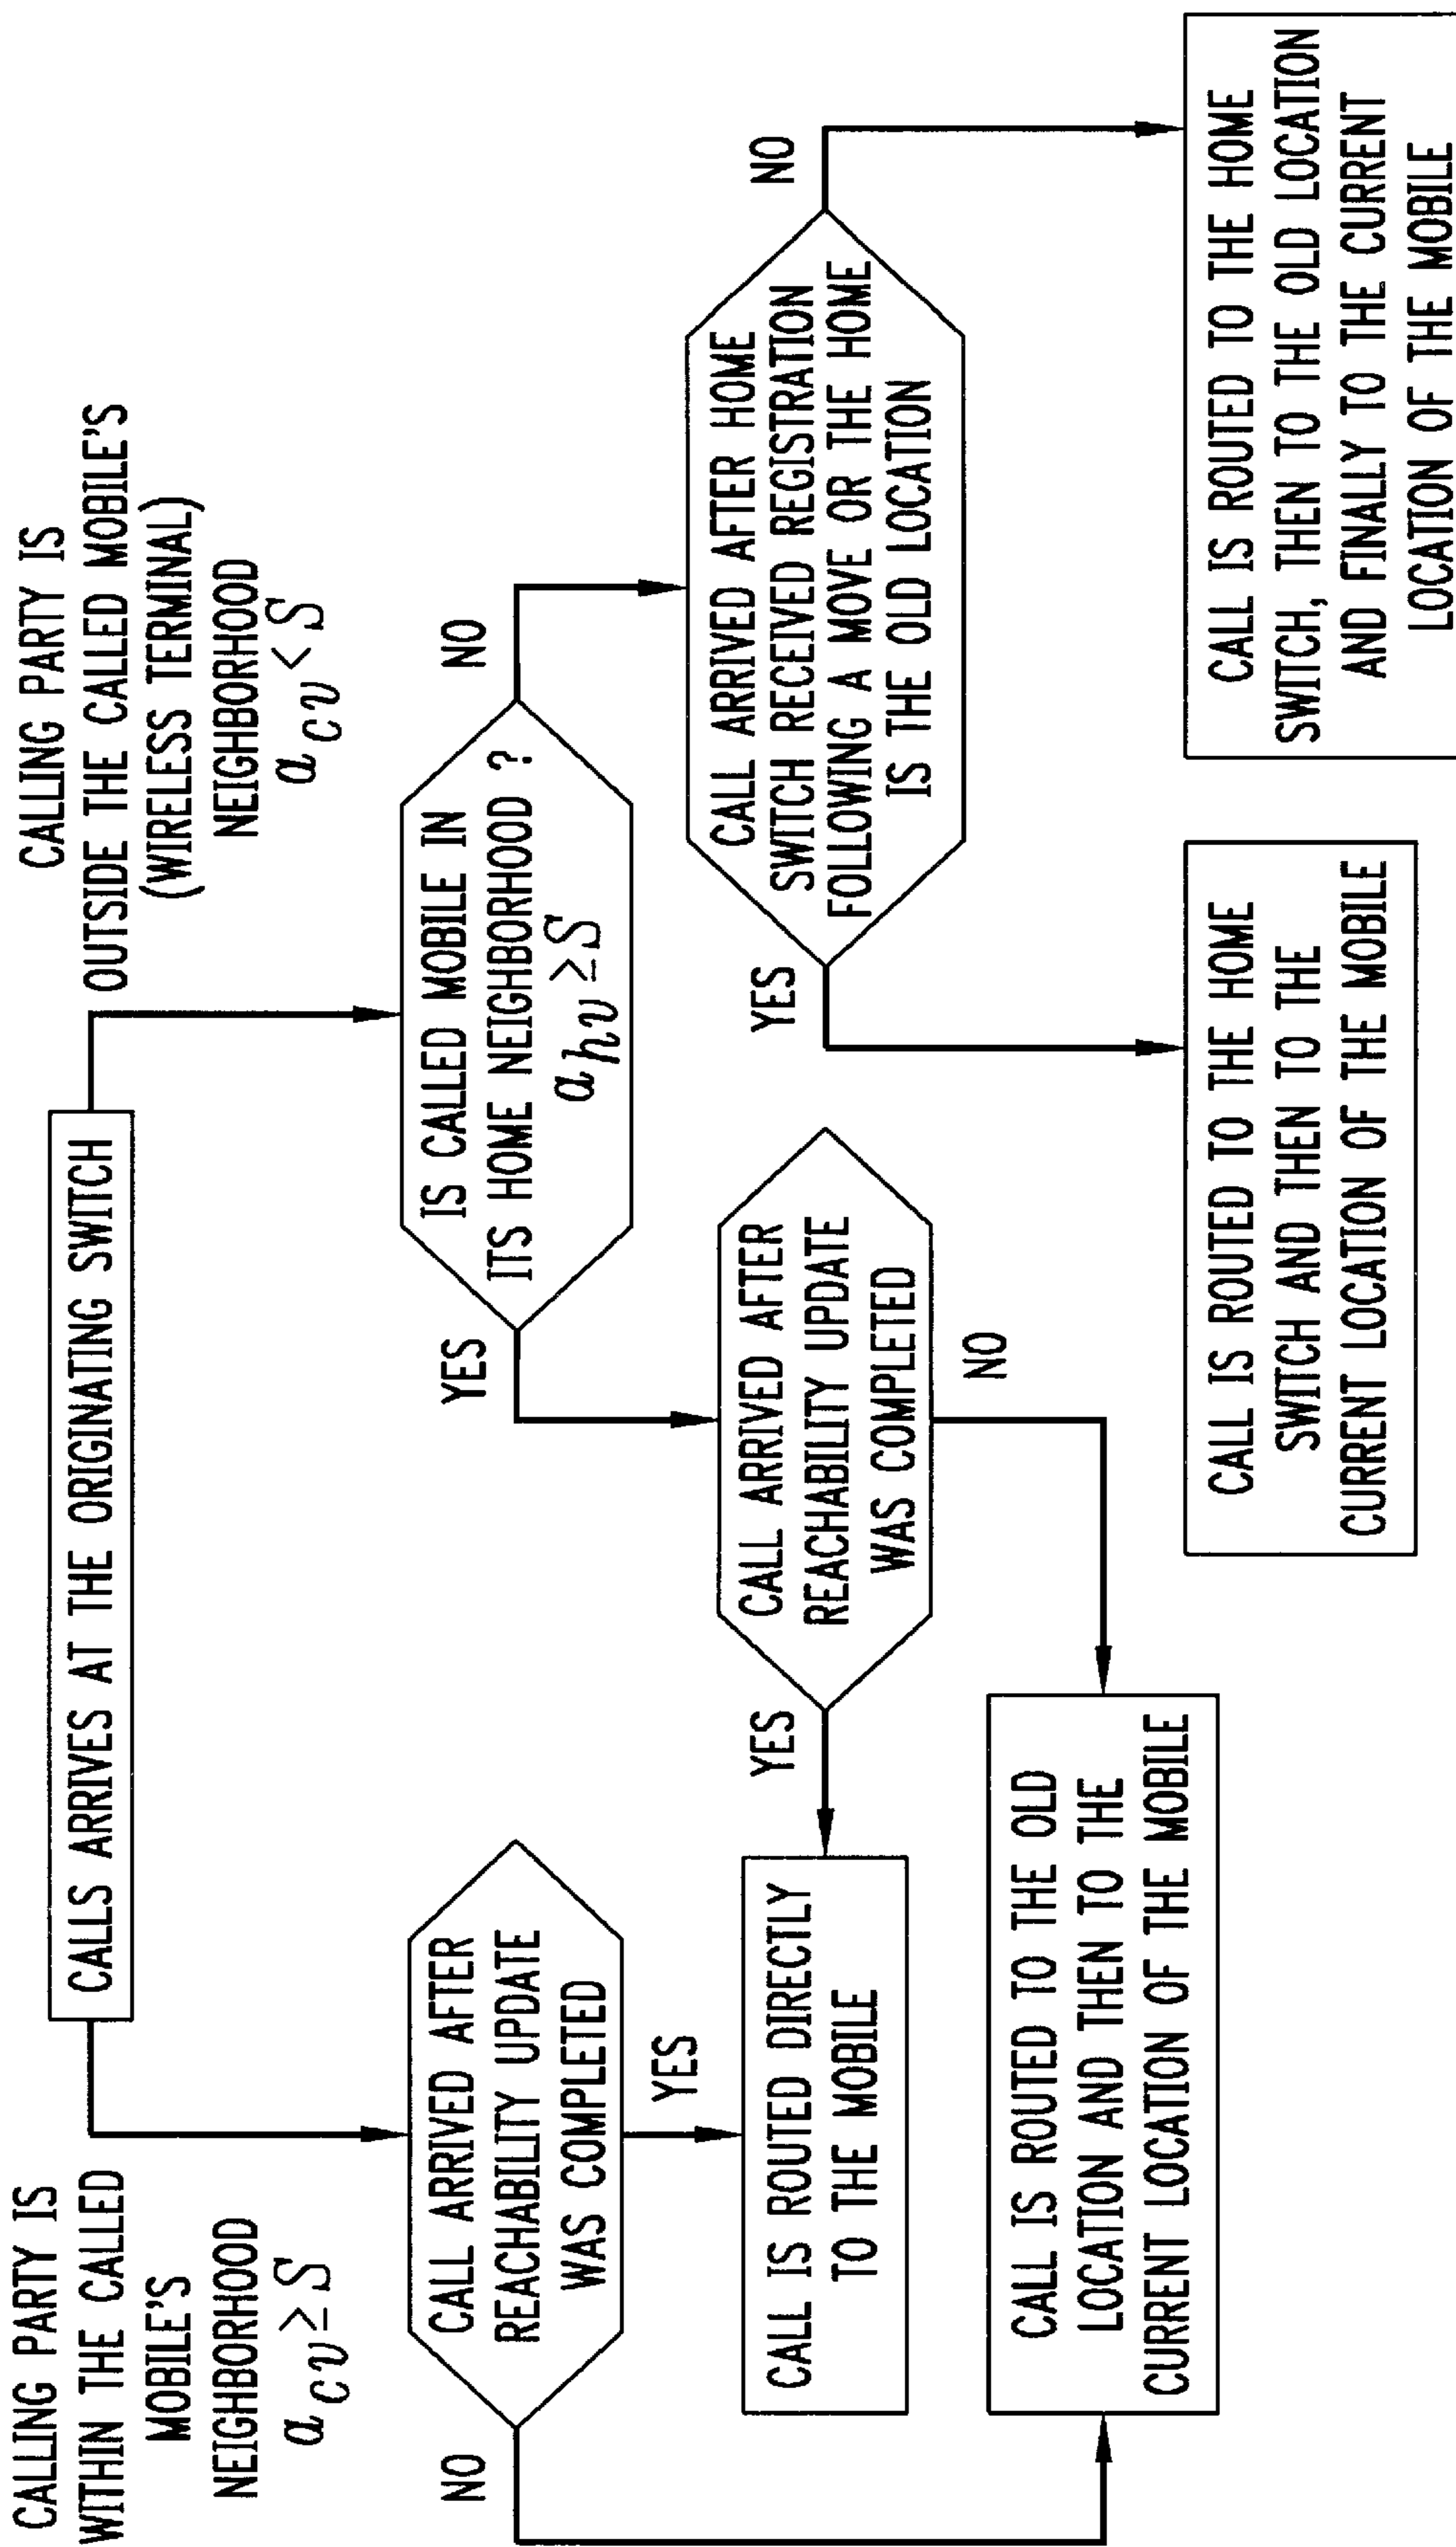 CALLS ARRIVES AT THE ORIGINATING SWITCH
CALLING PARTY IS
WITHIN THE CALLED
MOBILE'S
NEIGHBORHOOD
a_cv ≥ S
CALLING PARTY IS
OUTSIDE THE CALLED MOBILE'S
(WIRELESS TERMINAL)
NEIGHBORHOOD
a_cv < S
CALL ARRIVED AFTER
REACHABILITY UPDATE
WAS COMPLETED
NO
YES
IS CALLED MOBILE IN
ITS HOME NEIGHBORHOOD ?
a_hv ≥ S
YES
NO
CALL IS ROUTED DIRECTLY
TO THE MOBILE
YES
CALL ARRIVED AFTER
REACHABILITY UPDATE
WAS COMPLETED
NO
CALL ARRIVED AFTER HOME
SWITCH RECEIVED REGISTRATION
FOLLOWING A MOVE OR THE HOME
IS THE OLD LOCATION
YES
NO
CALL IS ROUTED TO THE OLD
LOCATION AND THEN TO THE
CURRENT LOCATION OF THE MOBILE
CALL IS ROUTED TO THE HOME
SWITCH AND THEN TO THE
CURRENT LOCATION OF THE MOBILE
CALL IS ROUTED TO THE HOME
SWITCH, THEN TO THE OLD LOCATION
AND FINALLY TO THE CURRENT
LOCATION OF THE MOBILE